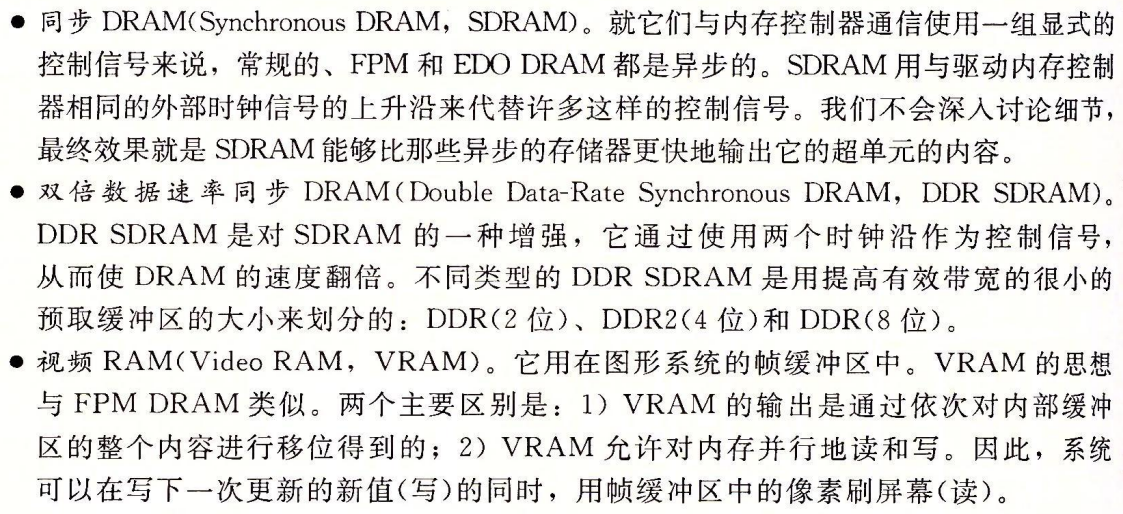 ● 同步 DRAM(Synchronous DRAM，SDRAM)。就它们与内存控制器通信使用一组显式的
控制信号来说，常规的、FPM 和 EDO DRAM 都是异步的。SDRAM 用与驱动内存控制
器相同的外部时钟信号的上升沿来代替许多这样的控制信号。我们不会深入讨论细节，
最终效果就是 SDRAM 能够比那些异步的存储器更快地输出它的超单元的内容。
● 双倍数据速率同步 DRAM(Double Data-Rate Synchronous DRAM，DDR SDRAM)。
DDR SDRAM 是对 SDRAM 的一种增强，它通过使用两个时钟沿作为控制信号，
从而使 DRAM 的速度翻倍。不同类型的 DDR SDRAM 是用提高有效带宽的很小的
预取缓冲区的大小来划分的：DDR(2 位)、DDR2(4 位)和 DDR(8 位)。
● 视频 RAM(Video RAM，VRAM)。它用在图形系统的帧缓冲区中。VRAM 的思想
与 FPM DRAM 类似。两个主要区别是：1) VRAM 的输出是通过依次对内部缓冲
区的整个内容进行移位得到的；2) VRAM 允许对内存并行地读和写。因此，系统
可以在写下一次更新的新值(写)的同时，用帧缓冲区中的像素刷屏幕(读)。